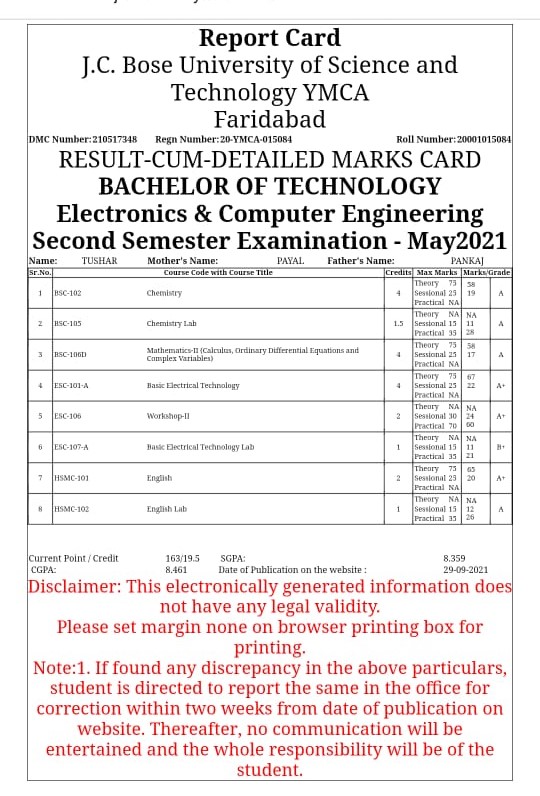 Report Card
J.C. Bose University of Science and
Technology YMCA
Faridabad
DMC Number:210517348 Regn Number:20-YMCA-015084 Roll Number:20001015084
RESULT-CUM-DETAILED MARKS CARD
BACHELOR OF TECHNOLOGY
Electronics & Computer Engineering
Second Semester Examination - May2021
Name: TUSHAR Mother's Name: PAYAL Father's Name: PANKAJ
Sr.No. Course Code with Course Title Credits Max Marks Marks Grade
Theory 75 58
1 BSC-102 Chemistry 4 Sessional 25 19 A
Practical NA
Theory NA NA
2 BSC-105 Chemistry Lab 1.5 Sessional 15 11 A
Practical 35 28
Theory 75 58
3 BSC-106D Mathematics-II (Calculus, Ordinary Differential Equations and 4 Sessional 25 17 A
Complex Variables) Practical NA
Theory 75 67
4 ESC-101-A Basic Electrical Technology 4 Sessional 25 22 A+
Practical NA
Theory NA NA
5 ESC-106 Workshop-II 2 Sessional 30 24 A+
Practical 70 60
Theory NA NA
6 ESC-107-A Basic Electrical Technology Lab 1 Sessional 15 11 B+
Practical 35 21
Theory 75 65
7 HSMC-101 English 2 Sessional 25 20 A+
Practical NA
Theory NA NA
8 HSMC-102 English Lab 1 Sessional 15 12 A
Practical 35 26
Current Point / Credit 163/19.5 SGPA: 8.359
CGPA: 8.461 Date of Publication on the website : 29-09-2021
Disclaimer: This electronically generated information does
not have any legal validity.
Please set margin none on browser printing box for
printing.
Note:1. If found any discrepancy in the above particulars,
student is directed to report the same in the office for
correction within two weeks from date of publication on
website. Thereafter, no communication will be
entertained and the whole responsibility will be of the
student.